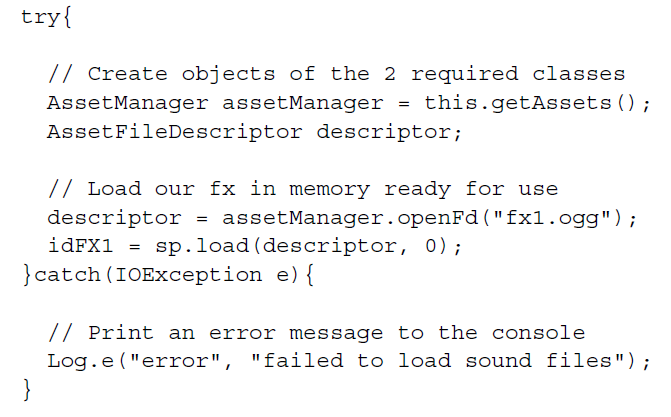 try{
// Create objects of the 2 required classes
AssetManager assetManager = this.getAssets();
AssetFileDescriptor descriptor;
// Load our fx in memory ready for use
descriptor = assetManager.openFd("fx1.ogg");
idFX1 = sp.load(descriptor, 0);
}catch(IOException e){
// Print an error message to the console
Log.e("error", "failed to load sound files");
}